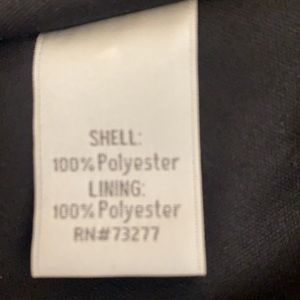 SHELL:
100% Polyester
LINING:
100% Polyester
RN#73277